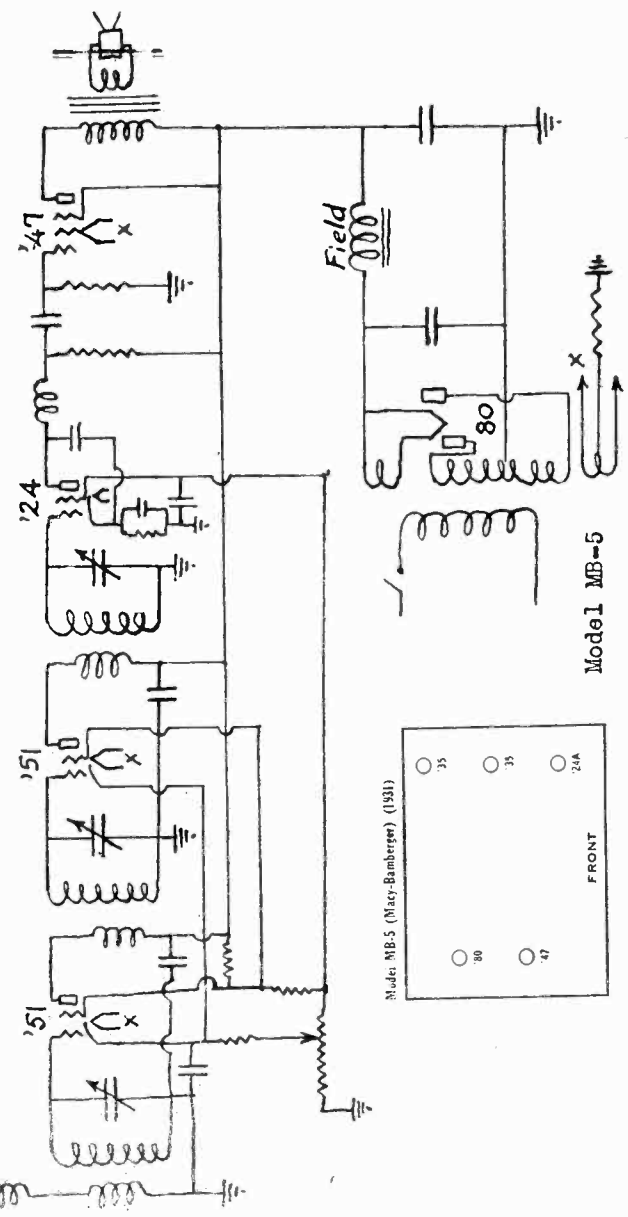 '51
X
'51
X
'24
'47
X
Field
80
X
Model MB-5
Model MB-5 (Macy-Bamberger) (1931)
'80
'47
'35
'35
'24A
FRONT